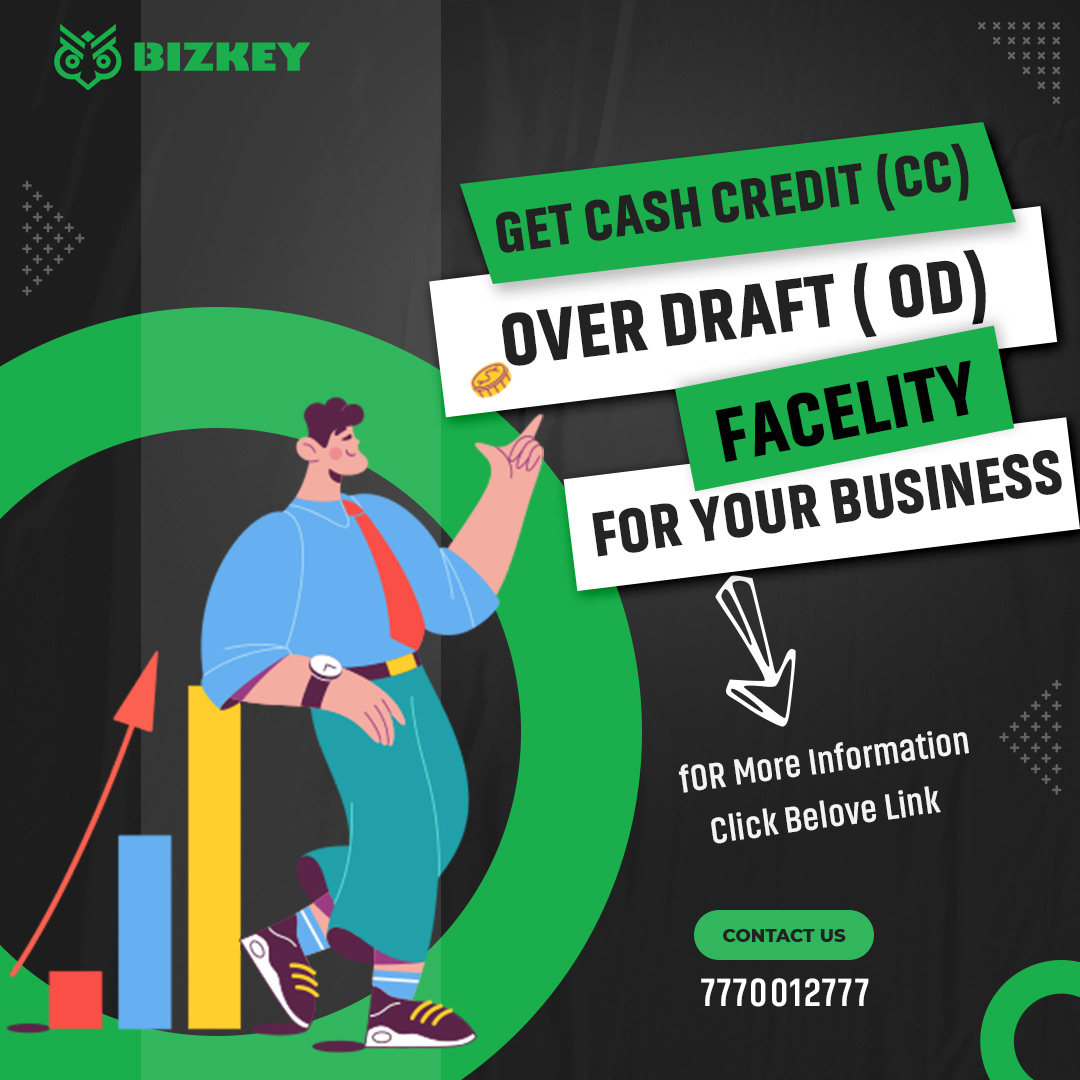 BIZKEY
GET CASH CREDIT (CC)
OVER DRAFT ( OD)
FACELITY
FOR YOUR BUSINESS
fOR More Information
Click Belove Link
CONTACT US
7770012777